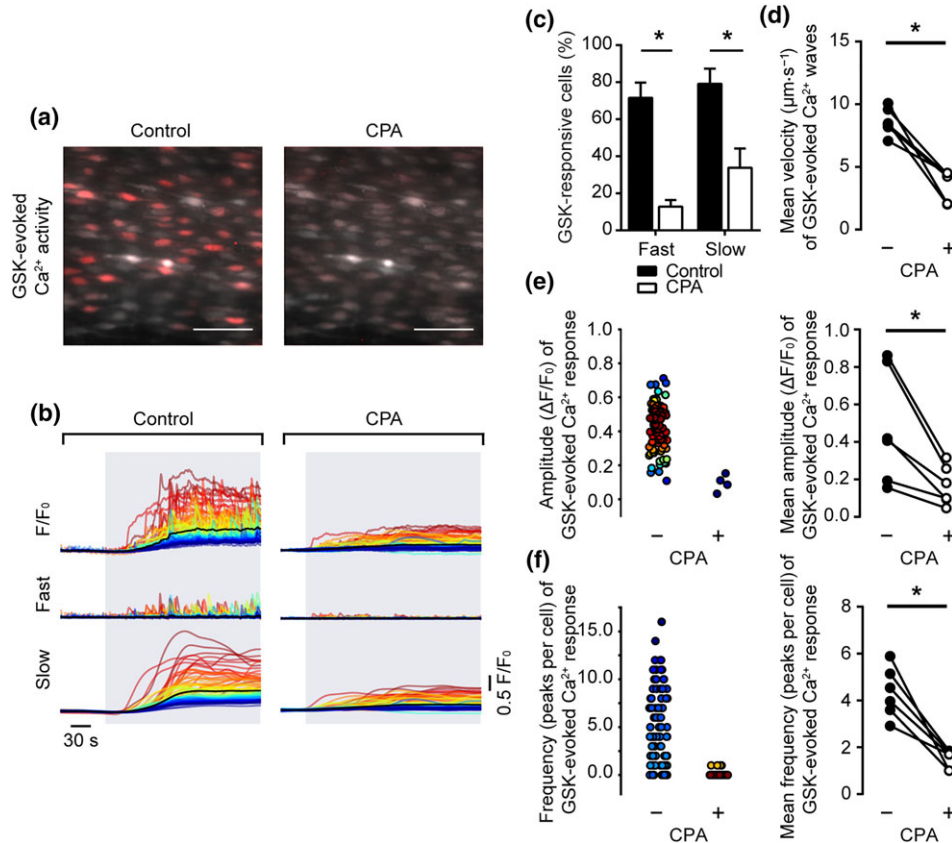 (a)
Control
CPA
GSK-evoked
Ca²⁺ activity
(b)
Control
CPA
F/F₀
Fast
Slow
30 s
0.5 F/F₀
(c)
GSK-responsive cells (%)
80
60
40
20
0
*
*
Fast
Slow
Control
CPA
(d)
Mean velocity (µm·s⁻¹)
of GSK-evoked Ca²⁺ waves
15
10
5
0
*
−
+
CPA
(e)
Amplitude (ΔF/F₀) of
GSK-evoked Ca²⁺ response
1.0
0.8
0.6
0.4
0.2
0.0
−
+
CPA
Mean amplitude (ΔF/F₀) of
GSK-evoked Ca²⁺ response
1.0
0.8
0.6
0.4
0.2
0.0
*
−
+
CPA
(f)
Frequency (peaks per cell) of
GSK-evoked Ca²⁺ response
15.0
10.0
5.0
0.0
−
+
CPA
Mean frequency (peaks per cell) of
GSK-evoked Ca²⁺ response
8
6
4
2
0
*
−
+
CPA